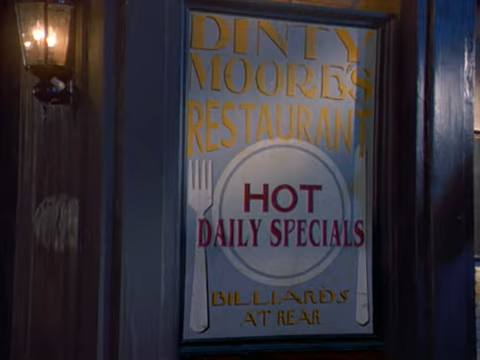 DINTY
MOORE'S
RESTAURANT
HOT
DAILY SPECIALS
BILLIARDS
AT REAR